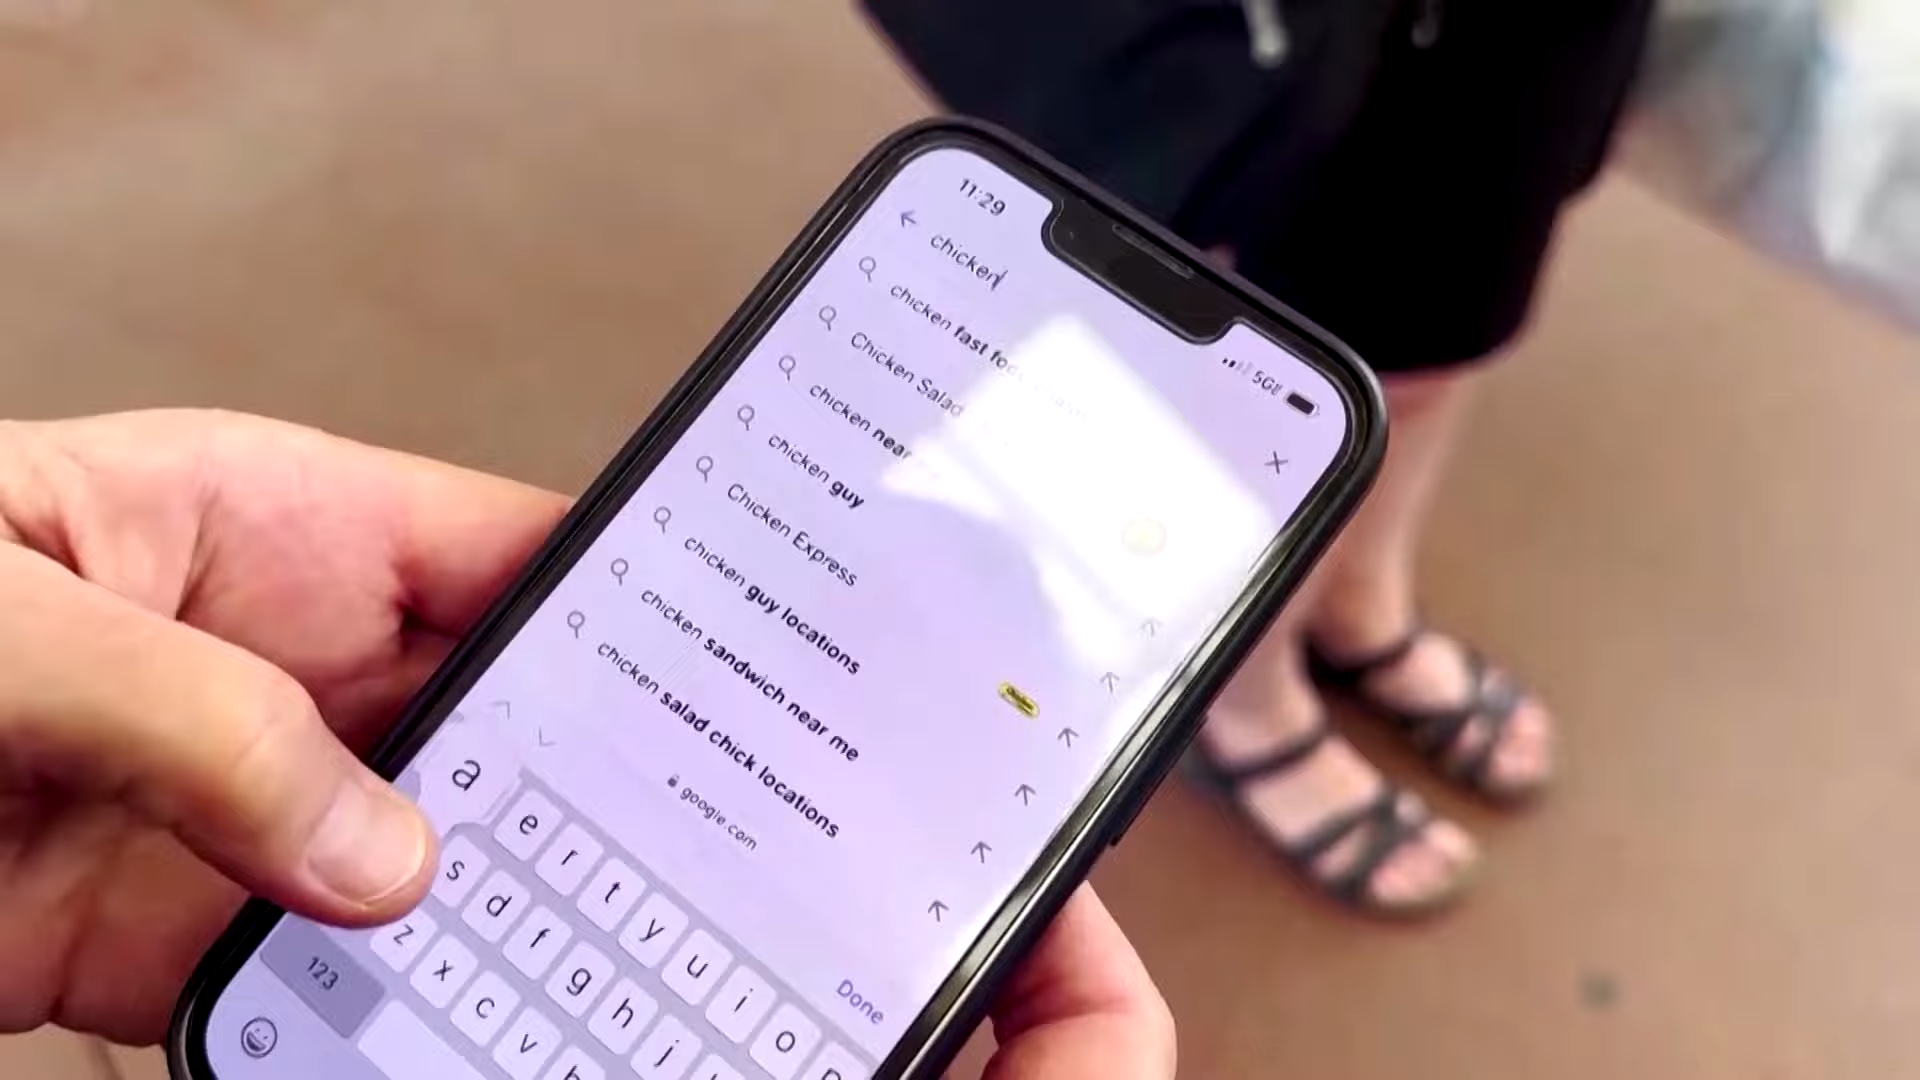 11:29
5G
chicken
chicken fast food
Chicken Salad
chicken near
chicken guy
Chicken Express
chicken guy locations
chicken sandwich near me
chicken salad chick locations
google.com
Done
a
e r t y u i o
s d f g h j
z x c v
123